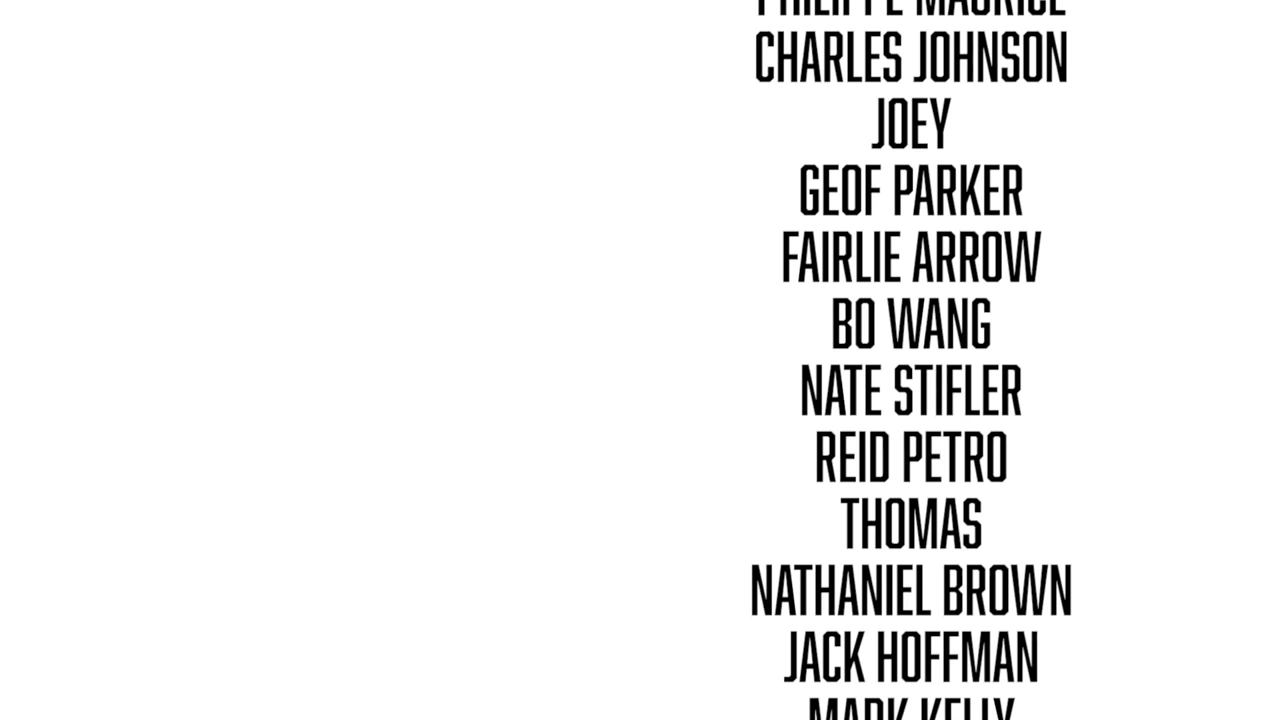 PHILIPPE MAURICE
CHARLES JOHNSON
JOEY
GEOF PARKER
FAIRLIE ARROW
BO WANG
NATE STIFLER
REID PETRO
THOMAS
NATHANIEL BROWN
JACK HOFFMAN
MARK KELLY